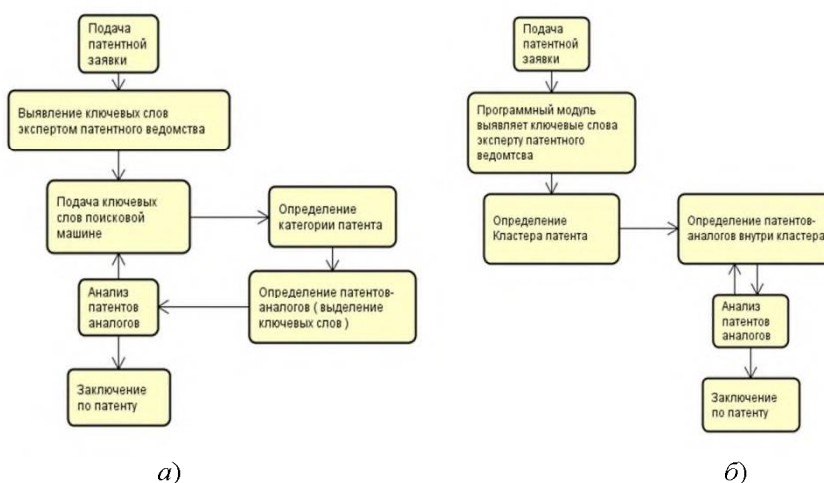 Подача
патентной
заявки
Выявление ключевых слов
экспертом патентного ведомства
Подача ключевых
слов поисковой
машине
Определение
категории патента
Анализ
патентов
аналогов
Определение патентов-
аналогов ( выделение
ключевых слов )
Заключение
по патенту
а)
Подача
патентной
заявки
Программный модуль
выявляет ключевые слова
эксперту патентного
ведомтсва
Определение
Кластера патента
Определение патентов-
аналогов внутри кластера
Анализ
патентов
аналогов
Заключение
по патенту
б)